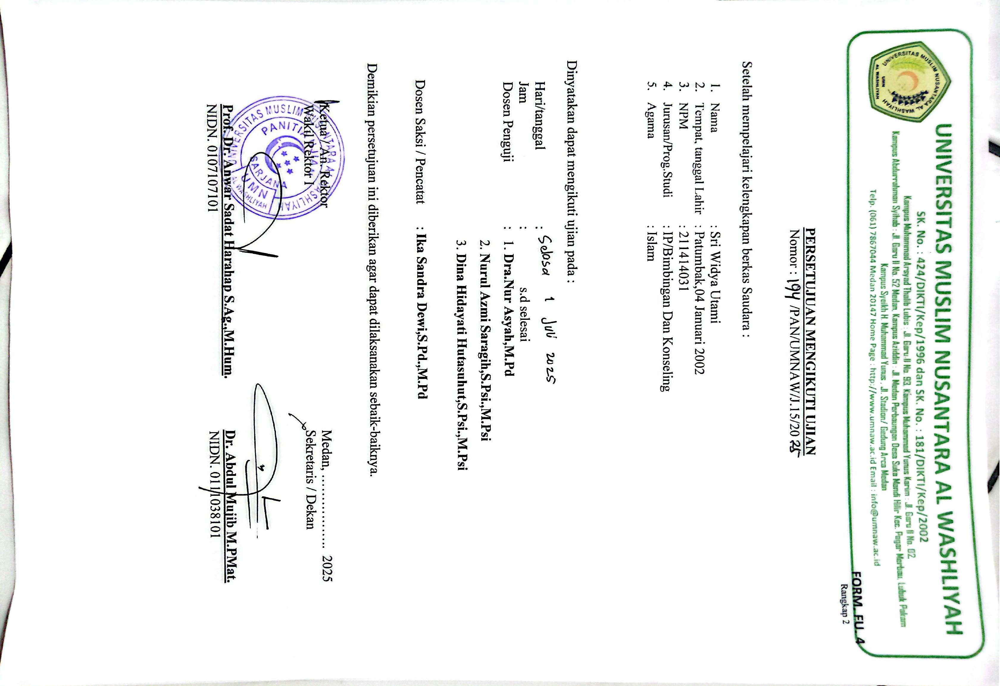 UNIVERSITAS MUSLIM NUSANTARA AL WASHLIYAH
SK. No. : 424/DIKTI/Kep/1996 dan SK. No. : 181/DIKTI/Kep/2002
Kampus Muhammad Arsyad Thalib Lubis : Jl. Garu II No. 93, Kampus Muhammad Yunus Karim : Jl. Garu II No. 02
Kampus Abdurrahman Syihab : Jl. Garu II No. 52 Medan, Kampus Aziddin : Jl. Medan Perbaungan Desa Suka Mandi Hilir Kec. Pagar Merbau, Lubuk Pakam
Kampus Syeikh H. Muhammad Yunus , Jl. Stadion/ Gedung Arca Medan
Telp. (061) 7867044 Medan 20147 Home Page : http://www.umnaw.ac.id Email : info@umnaw.ac.id
UNIVERSITAS MUSLIM NUSANTARA AL WASHLIYAH
UMN
AL WASHLIYAH
FORM. FU. 4
Rangkap 2
PERSETUJUAN MENGIKUTI UJIAN
Nomor : 194 /PAN/UMNAW/J.15/2025
Setelah mempelajari kelengkapan berkas Saudara :
1. Nama : Sri Widya Utami
2. Tempat, tanggal Lahir : Patumbak,04 Januari 2002
3. NPM : 211414031
4. Jurusan/Prog.Studi : IP/Bimbingan Dan Konseling
5. Agama : Islam
Dinyatakan dapat mengikuti ujian pada :
Hari/tanggal : Selasa 1 Juli 2025
Jam : s.d selesai
Dosen Penguji : 1. Dra.Nur Asyah,M.Pd
2. Nurul Azmi Saragih,S.Psi.,M.Psi
3. Dina Hidayati Hutasuhut,S.Psi.,M.Psi
Dosen Saksi / Pencatat : Ika Sandra Dewi,S.Pd.,M.Pd
Demikian persetujuan ini diberikan agar dapat dilaksanakan sebaik-baiknya.
Medan, ........................ 2025
Ketua / An. Rektor
Wakil Rektor I
Sekretaris / Dekan
PANITIA UJIAN
SARJANA
UMN
AL WASHLIYAH
Prof. Dr. Anwar Sadat Harahap S.Ag.,M.Hum.
NIDN. 0107107101
Dr. Abdul Mujib M.PMat.
NIDN. 0111038101